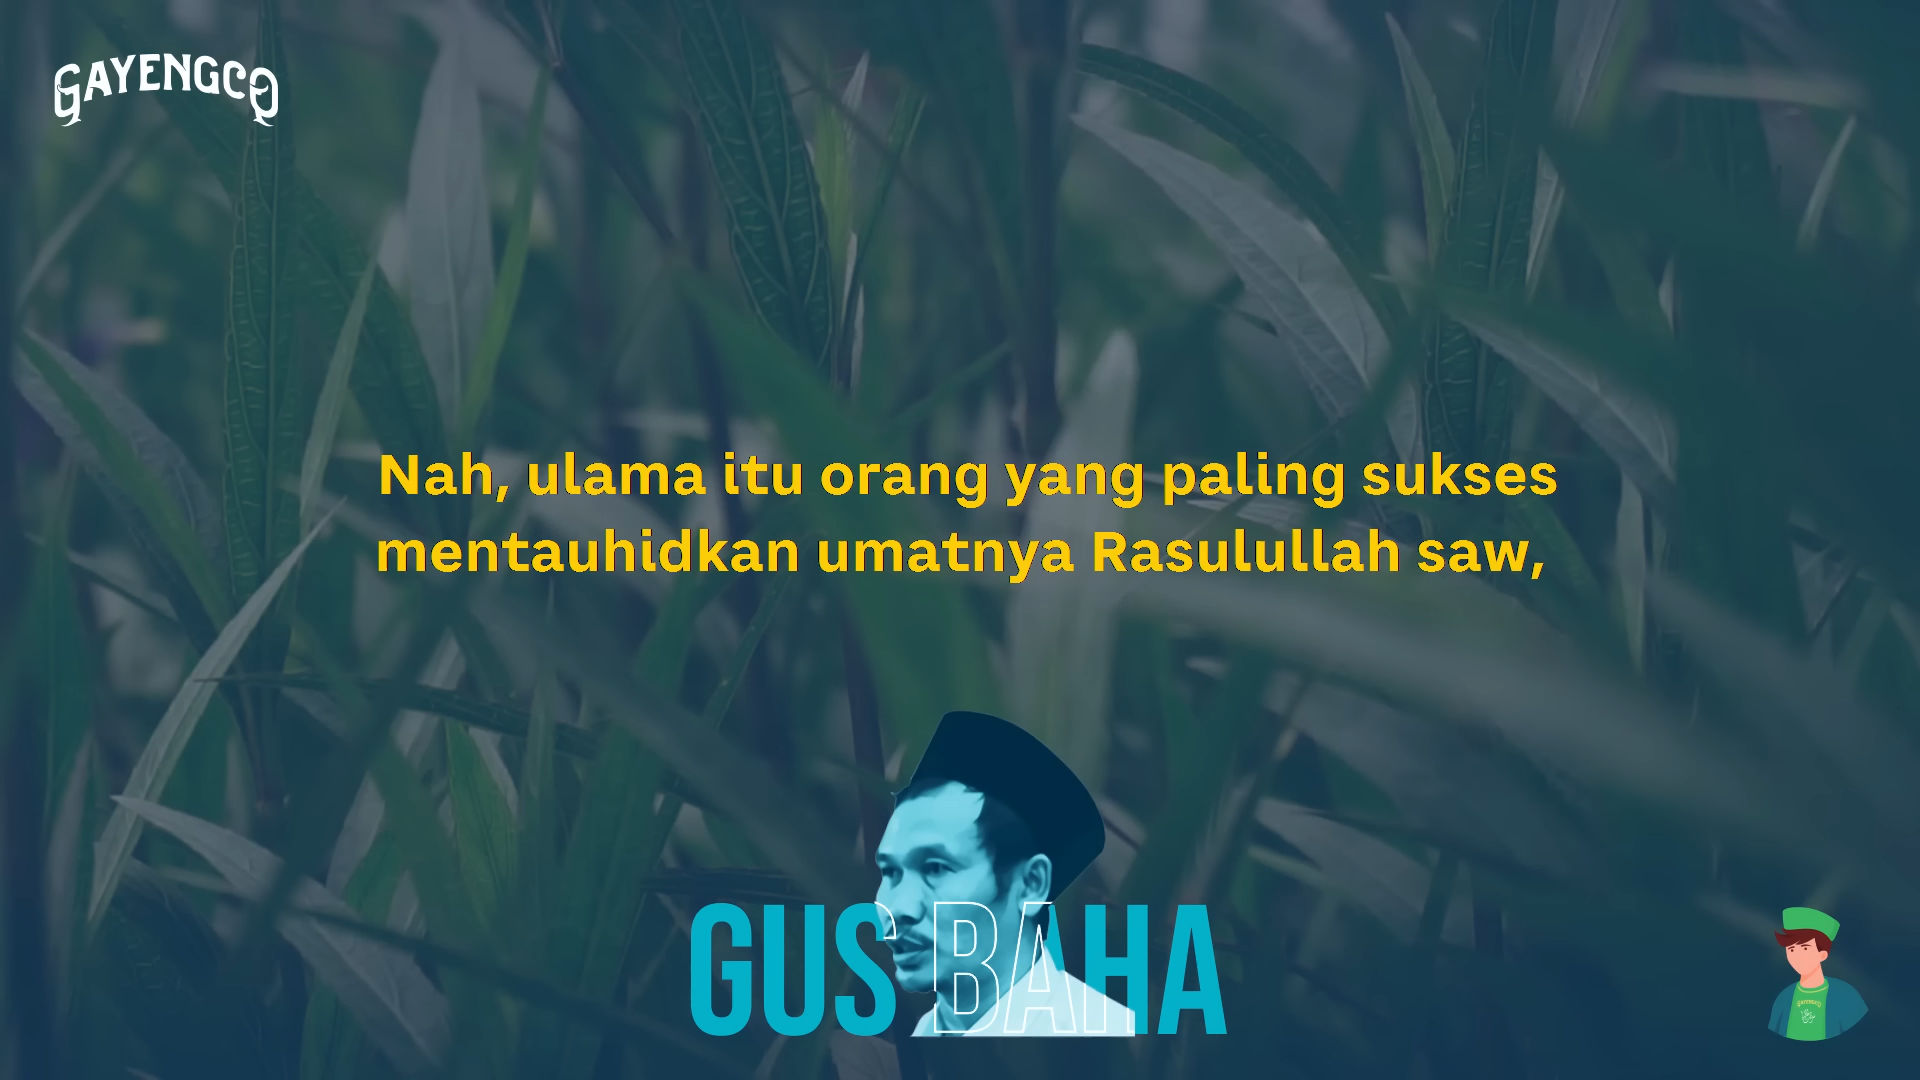 GAYENGCO
Nah, ulama itu orang yang paling sukses
mentauhidkan umatnya Rasulullah saw,
GUS BAHA